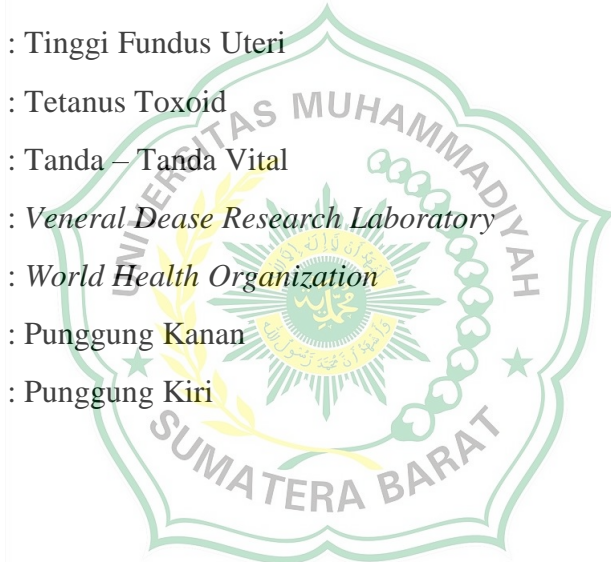 : Tinggi Fundus Uteri
: Tetanus Toxoid
: Tanda – Tanda Vital
: Veneral Dease Research Laboratory
: World Health Organization
: Punggung Kanan
: Punggung Kiri
UNIVERSITAS MUHAMMADIYAH
SUMATERA BARAT